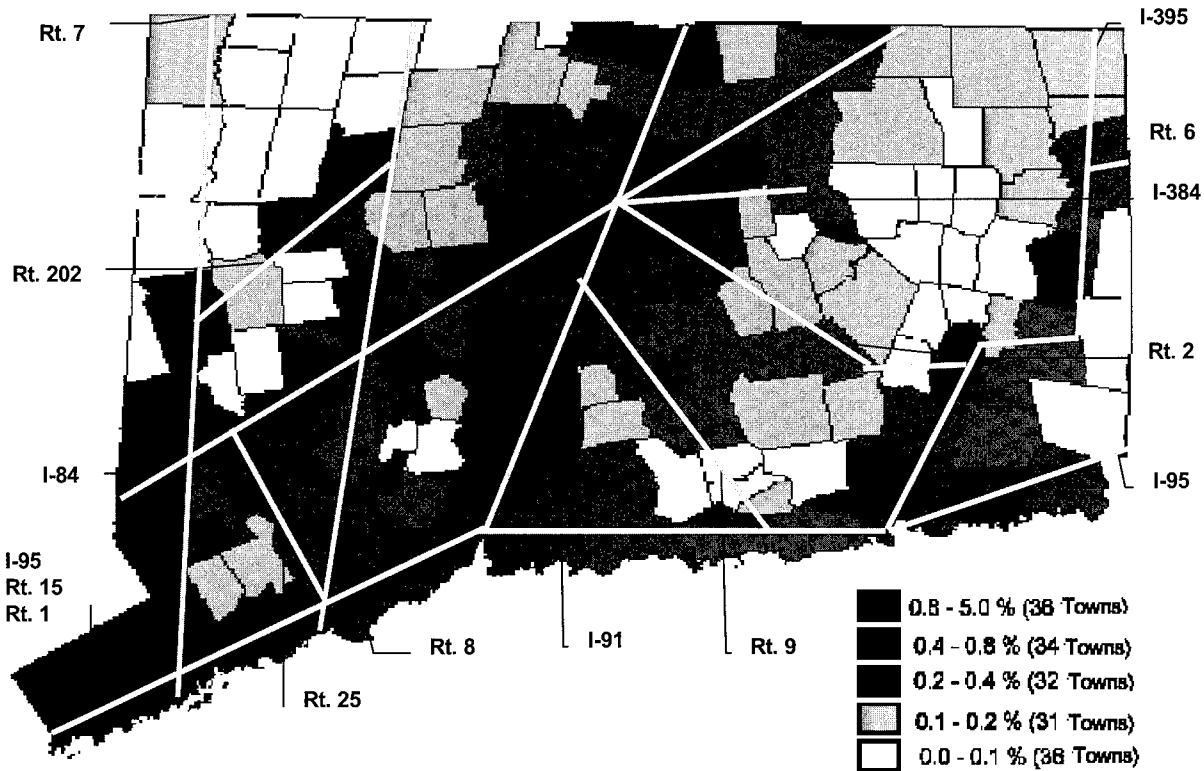 I-395
Rt. 7
Rt. 6
I-384
Rt. 202
Rt. 2
I-84
I-95
I-95
Rt. 15
Rt. 1
Rt. 8
I-91
Rt. 9
Rt. 25
0.8 - 5.0 % (36 Towns)
0.4 - 0.8 % (34 Towns)
0.2 - 0.4 % (32 Towns)
0.1 - 0.2 % (31 Towns)
0.0 - 0.1 % (36 Towns)